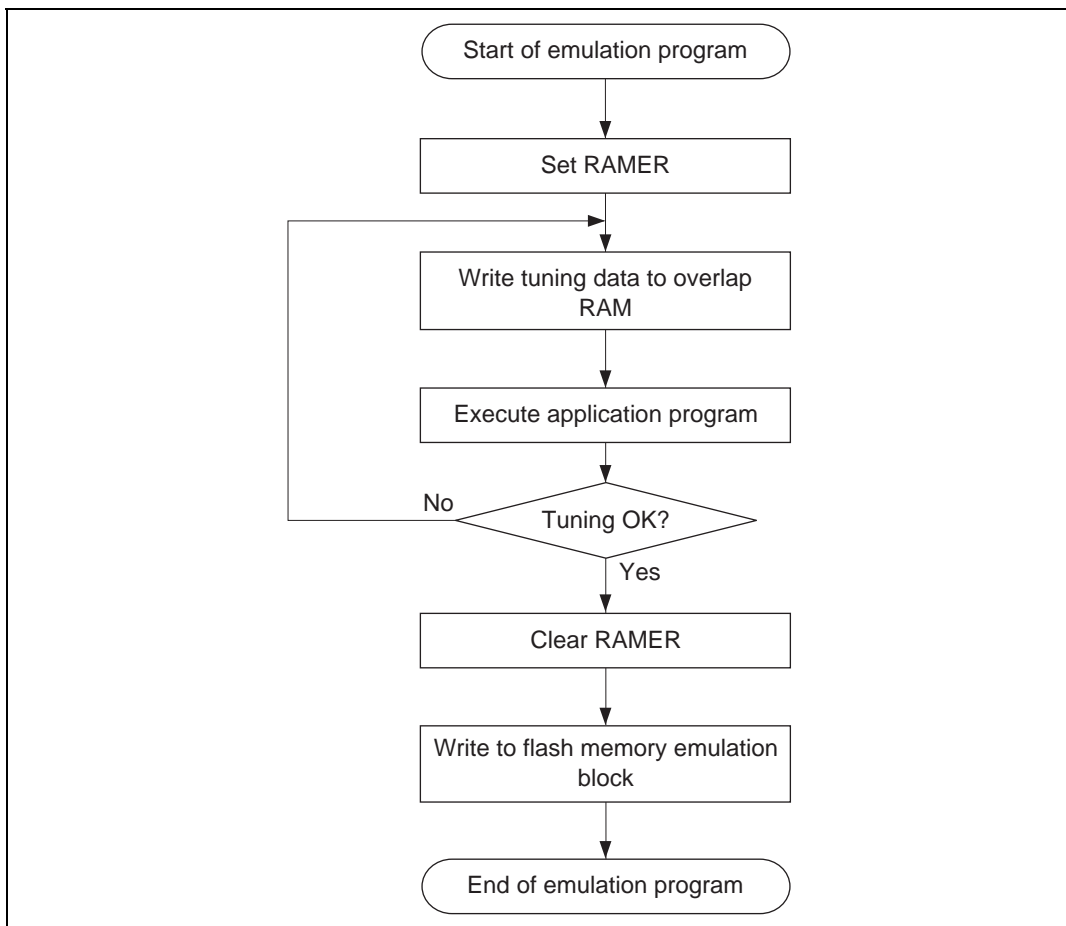 Start of emulation program
Set RAMER
Write tuning data to overlap
RAM
Execute application program
No
Tuning OK?
Yes
Clear RAMER
Write to flash memory emulation
block
End of emulation program